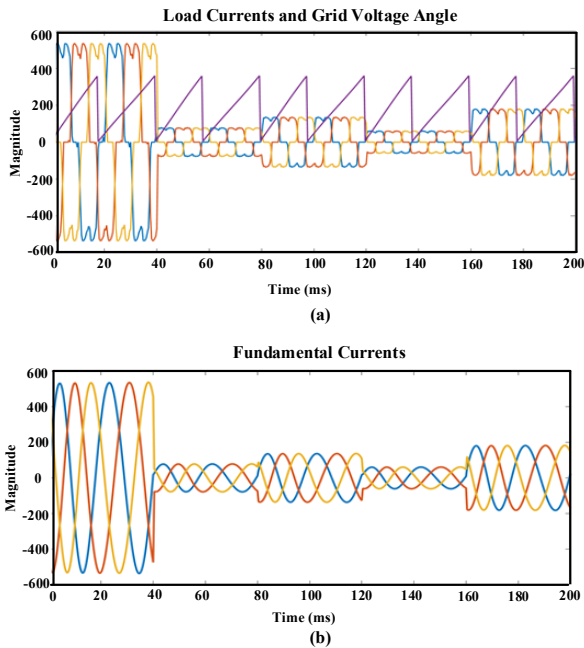 Load Currents and Grid Voltage Angle
600
400
200
0
-200
-400
-600
Magnitude
0 20 40 60 80 100 120 140 160 180 200
Time (ms)
(a)
Fundamental Currents
600
400
200
0
-200
-400
-600
Magnitude
0 20 40 60 80 100 120 140 160 180 200
Time (ms)
(b)